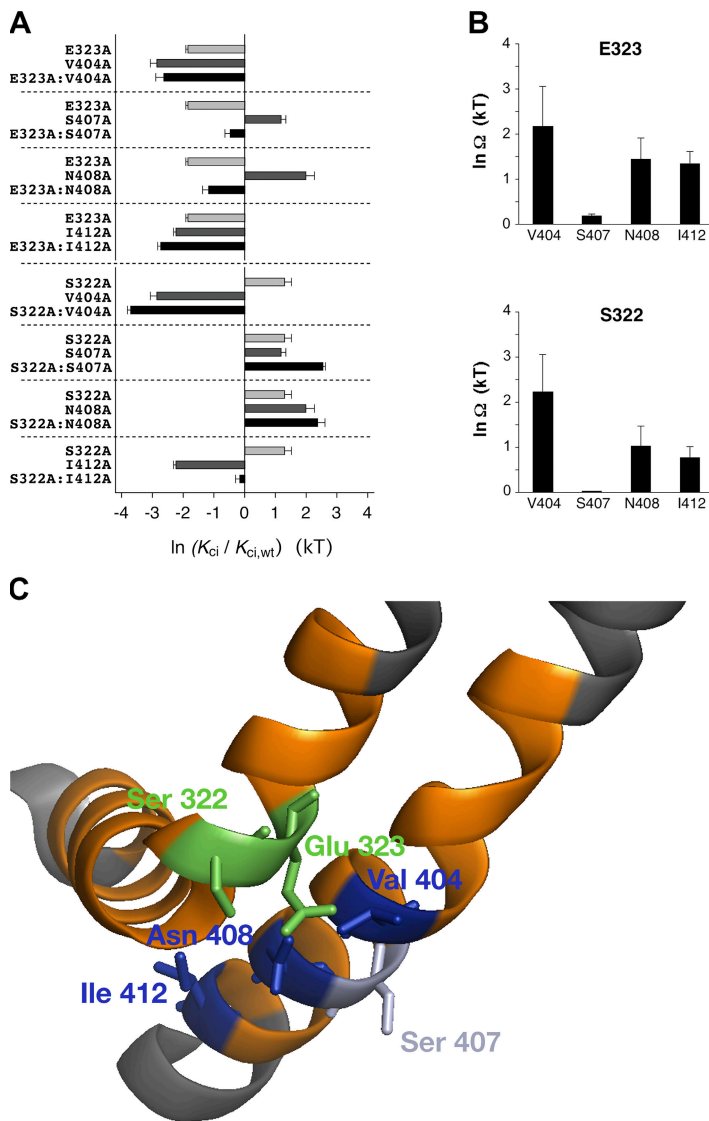 A
E323A
V404A
E323A:V404A
E323A
S407A
E323A:S407A
E323A
N408A
E323A:N408A
E323A
I412A
E323A:I412A
S322A
V404A
S322A:V404A
S322A
S407A
S322A:S407A
S322A
N408A
S322A:N408A
S322A
I412A
S322A:I412A
-4 -3 -2 -1 0 1 2 3 4
ln (Kci / Kci,wt) (kT)
B
E323
ln Ω (kT)
4
3
2
1
0
V404 S407 N408 I412
S322
ln Ω (kT)
4
3
2
1
0
V404 S407 N408 I412
C
Ser 322
Glu 323
Val 404
Asn 408
Ile 412
Ser 407